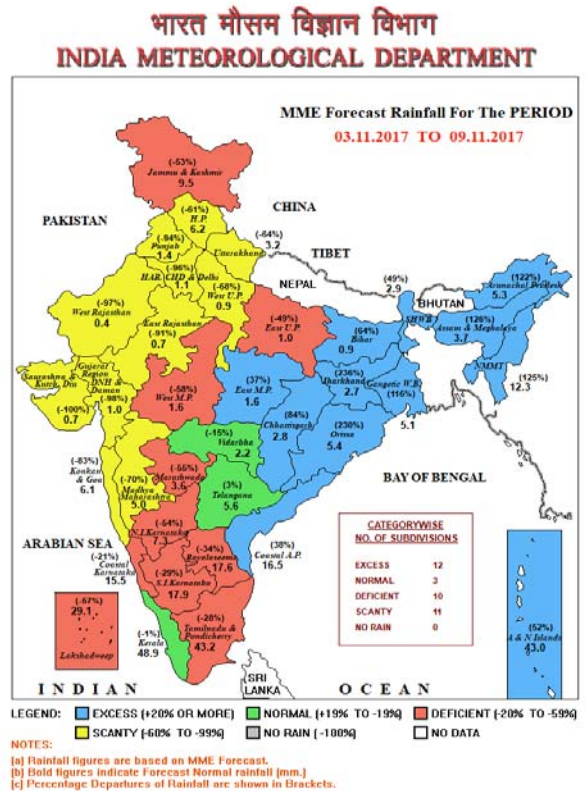 भारत मौसम विज्ञान विभाग
INDIA METEOROLOGICAL DEPARTMENT
MME Forecast Rainfall For The PERIOD
03.11.2017 TO 09.11.2017
(-53%)
Jammu & Kashmir
9.5
(-61%)
H.P.
6.2
CHINA
PAKISTAN
(-94%)
Punjab
1.4
(-64%)
3.2
Uttarakhand
TIBET
(-96%)
HAR. CHD & Delhi
1.1
NEPAL
(-68%)
West U.P.
0.9
(49%)
2.9
SHWB
BHUTAN
(122%)
Arunachal Pradesh
5.3
(-97%)
West Rajasthan
0.4
East Rajasthan
(-91%)
0.7
(-49%)
East U.P.
1.0
(64%)
Bihar
0.9
(126%)
Assam & Meghalaya
3.7
NMMT
(125%)
12.3
Saurashtra &
Kutch, Diu
(-100%)
0.7
Gujarat
Region
DNH &
Daman
(-98%)
1.0
(-58%)
West M.P.
1.6
(37%)
East M.P.
1.6
(236%)
Jharkhand
2.7
Gangetic W.B.
(116%)
5.1
(84%)
Chhattisgarh
2.8
(230%)
Orissa
5.4
(-15%)
Vidarbha
2.2
(-83%)
Konkan
& Goa
6.1
(-70%)
Madhya
Maharashtra
5.0
(-55%)
Marathwada
3.6
(3%)
Telangana
5.6
BAY OF BENGAL
ARABIAN SEA
(-54%)
N.I.Karnataka
7.3
(-34%)
Rayalaseema
17.6
(38%)
Coastal A.P.
16.5
(-21%)
Coastal
Karnataka
15.5
(-29%)
S.I.Karnataka
17.9
(-28%)
Tamilnadu &
Pondicherry
43.2
(-1%)
Kerala
48.9
(-57%)
29.1
Lakshadweep
CATEGORYWISE
NO. OF SUBDIVISIONS
EXCESS 12
NORMAL 3
DEFICIENT 10
SCANTY 11
NO RAIN 0
(52%)
A & N Islands
43.0
SRI
LANKA
INDIAN OCEAN
LEGEND: EXCESS (+20% OR MORE) NORMAL (+19% TO -19%) DEFICIENT (-20% TO -59%)
SCANTY (-60% TO -99%) NO RAIN (-100%) NO DATA
NOTES:
(a) Rainfall figures are based on MME Forecast.
(b) Bold figures indicate Forecast Normal rainfall (mm.)
(c) Percentage Departures of Rainfall are shown in Brackets.